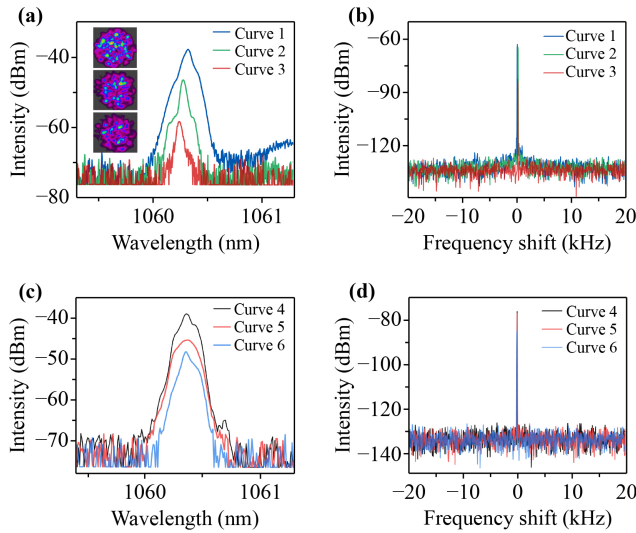 (a)
Curve 1
Curve 2
Curve 3
−40
−60
−80
Intensity (dBm)
1060
1061
Wavelength (nm)
(b)
Curve 1
Curve 2
Curve 3
−60
−90
−120
Intensity (dBm)
−20
−10
0
10
20
Frequency shift (kHz)
(c)
Curve 4
Curve 5
Curve 6
−40
−50
−60
−70
Intensity (dBm)
1060
1061
Wavelength (nm)
(d)
Curve 4
Curve 5
Curve 6
−80
−100
−120
−140
Intensity (dBm)
−20
−10
0
10
20
Frequency shift (kHz)